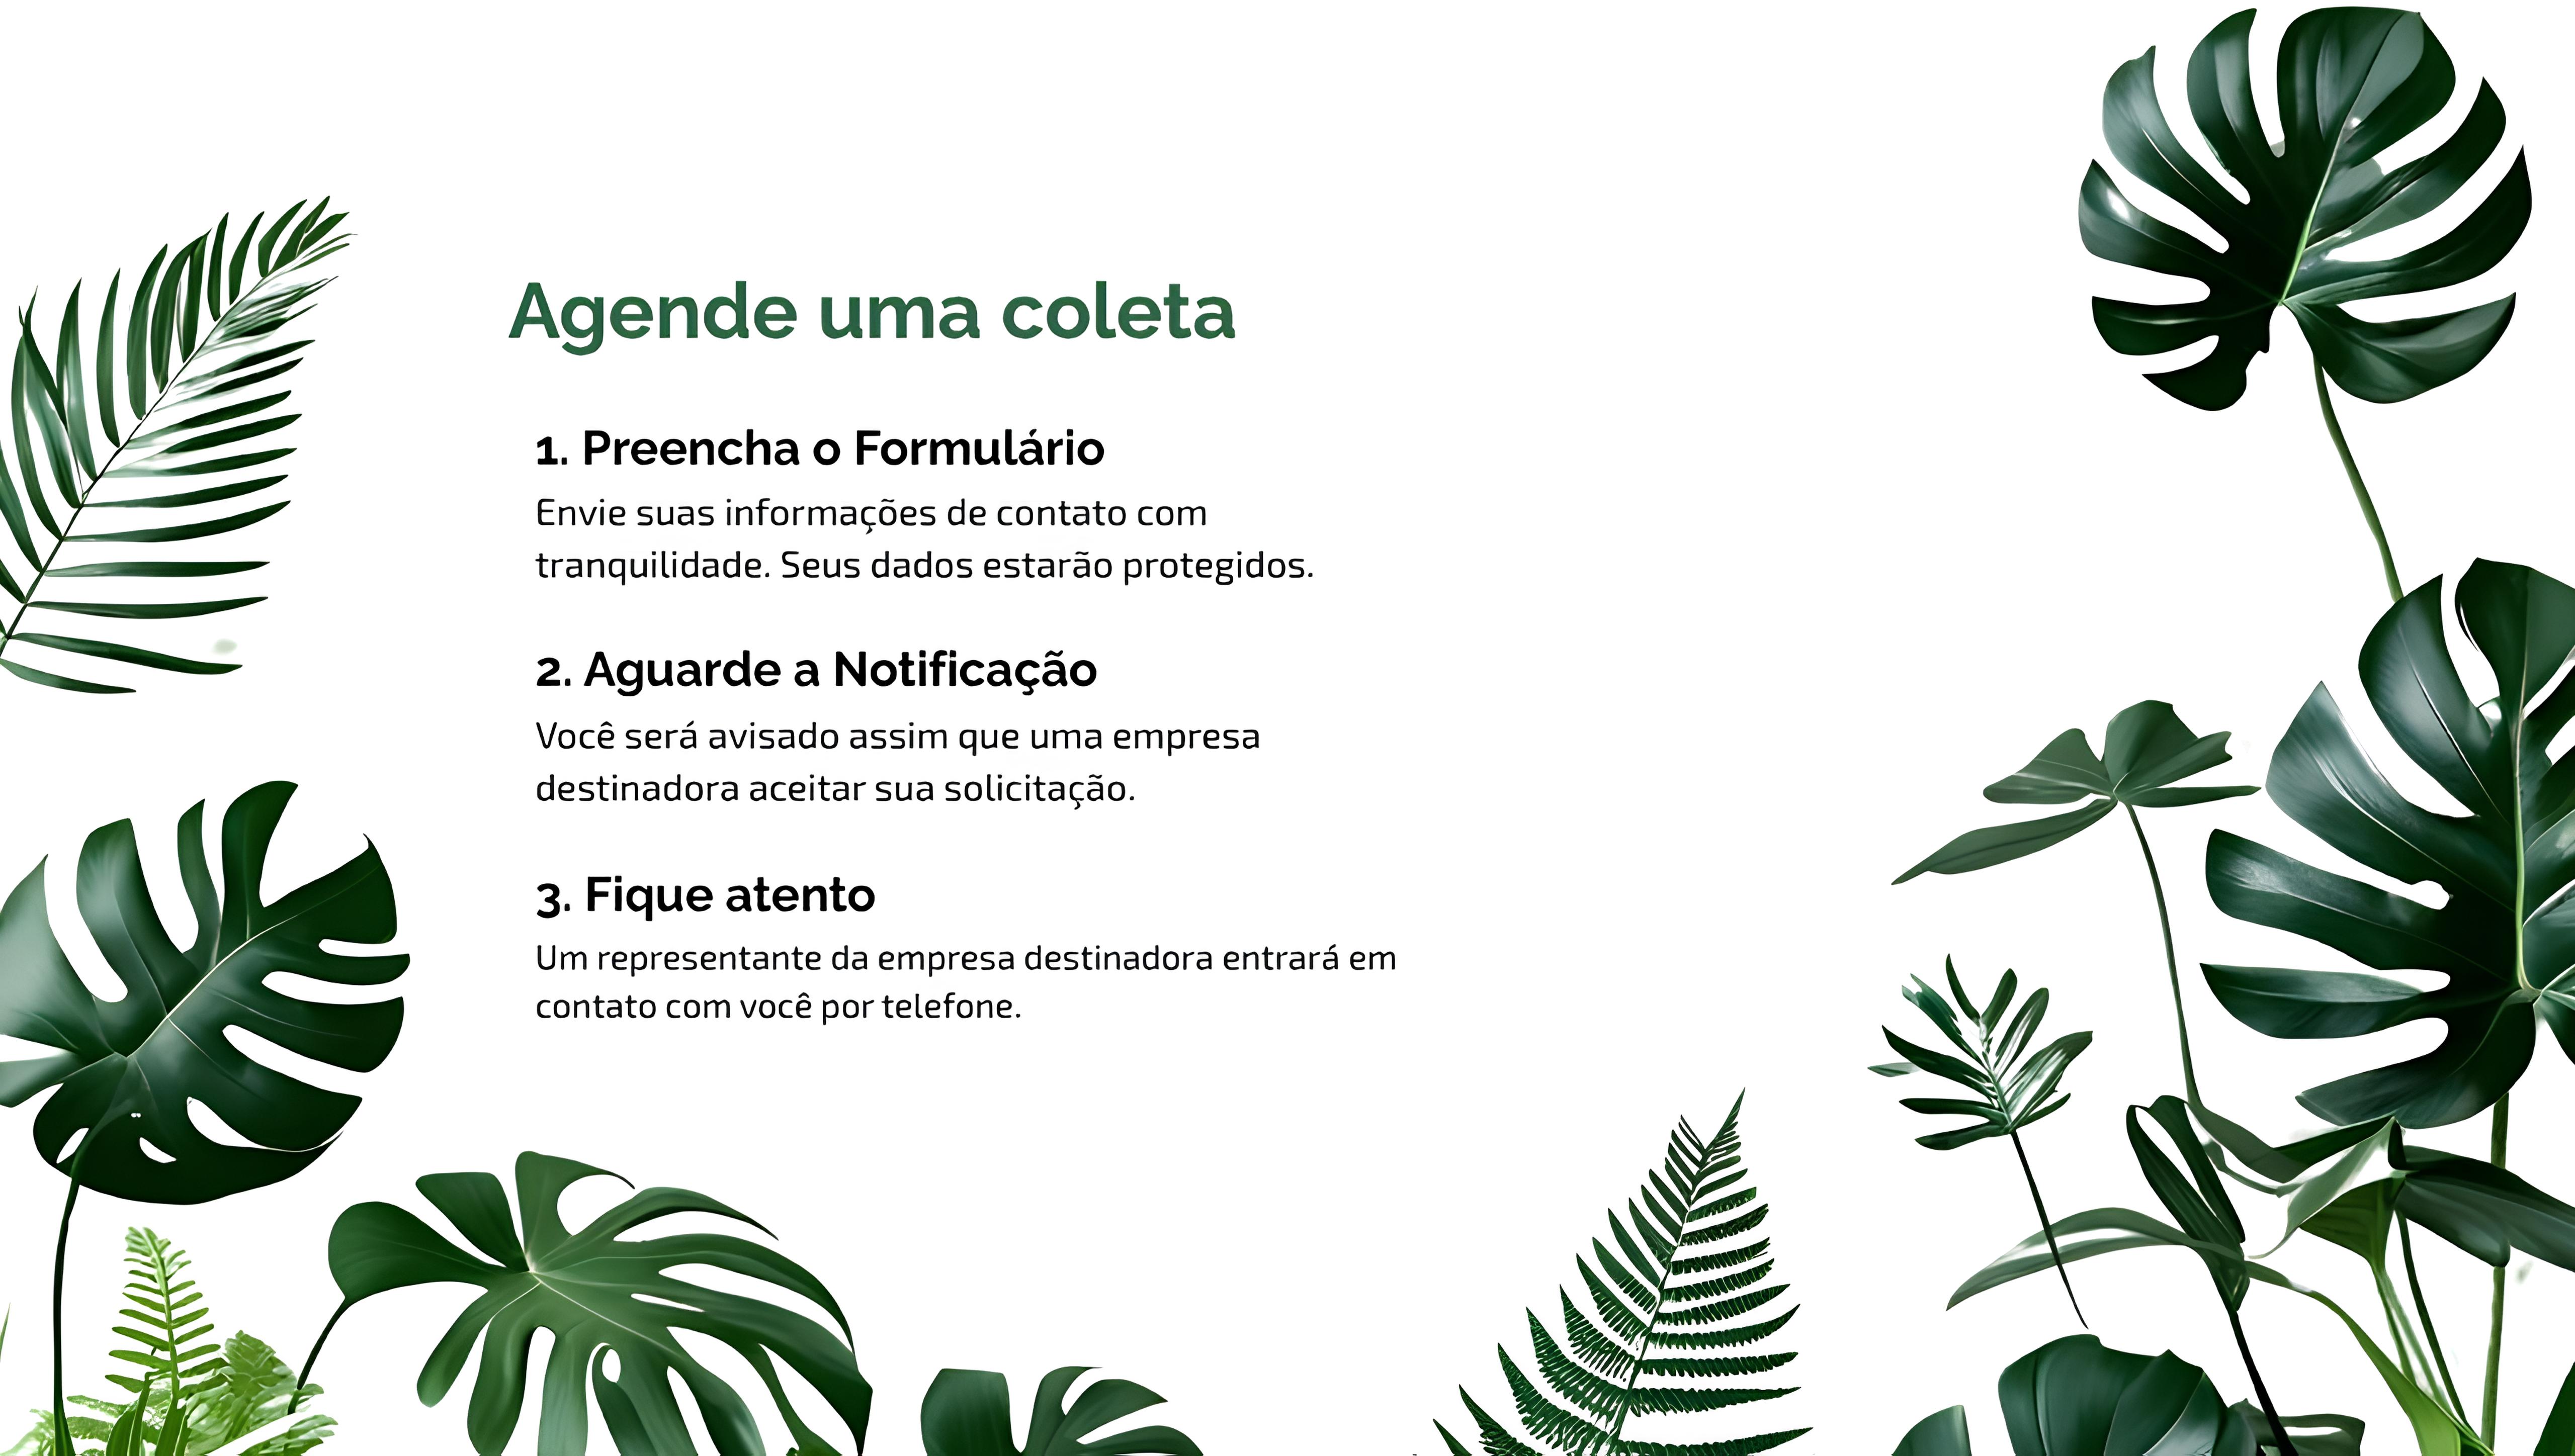 Agende uma coleta
1. Preencha o Formulário
Envie suas informações de contato com
tranquilidade. Seus dados estarão protegidos.
2. Aguarde a Notificação
Você será avisado assim que uma empresa
destinadora aceitar sua solicitação.
3. Fique atento
Um representante da empresa destinadora entrará em
contato com você por telefone.